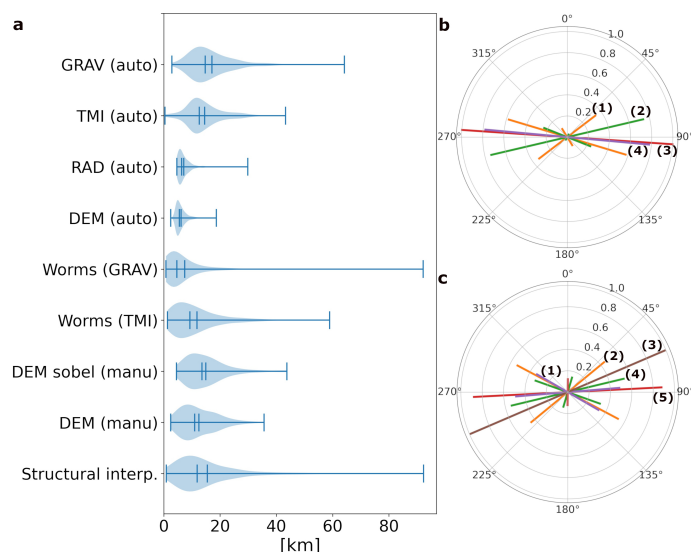 a
GRAV (auto)
TMI (auto)
RAD (auto)
DEM (auto)
Worms (GRAV)
Worms (TMI)
DEM sobel (manu)
DEM (manu)
Structural interp.
0 20 40 60 80
[km]
b
0°
315° 1.0 45°
0.8
0.6
0.4
0.2
(1) (2)
270° 90°
(4) (3)
225° 135°
180°
c
0°
315° 1.0 45°
0.8
0.6
0.4
0.2
(3)
(2)
(1) (4)
270° 90°
(5)
225° 135°
180°